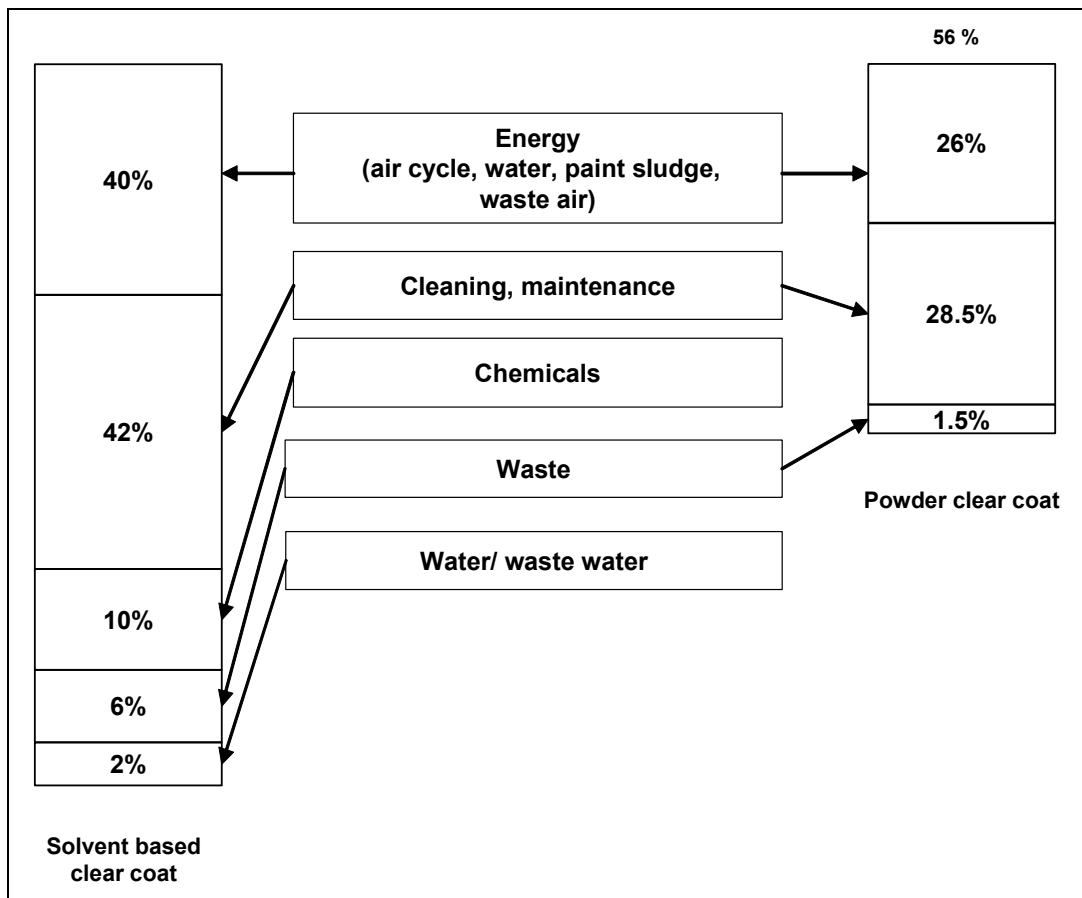 56 %
40%
Energy
(air cycle, water, paint sludge,
waste air)
26%
Cleaning, maintenance
28.5%
42%
Chemicals
1.5%
Waste
Powder clear coat
Water/ waste water
10%
6%
2%
Solvent based
clear coat